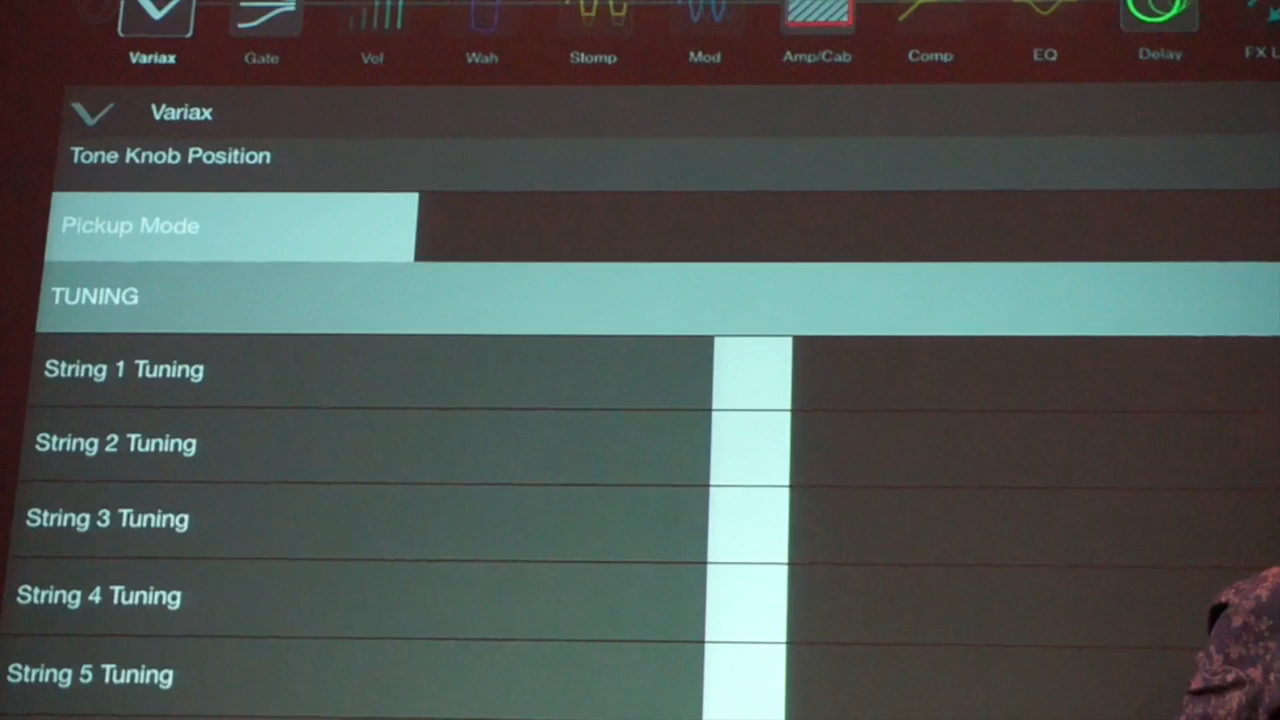 Variax Gate Vol Wah Stomp Mod Amp/Cab Comp EQ Delay FX
Variax
Tone Knob Position
Pickup Mode
TUNING
String 1 Tuning
String 2 Tuning
String 3 Tuning
String 4 Tuning
String 5 Tuning